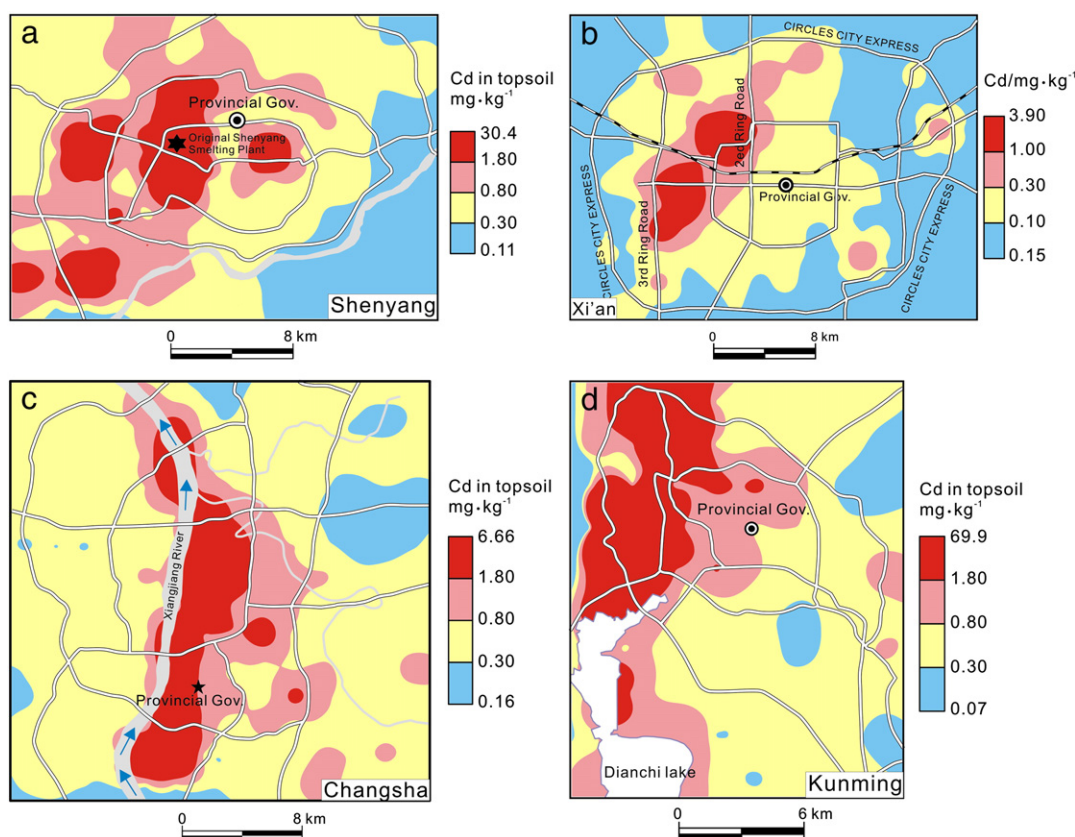 a
Provincial Gov.
Original Shenyang
Smelting Plant
Shenyang
0 8 km
Cd in topsoil
mg·kg⁻¹
30.4
1.80
0.80
0.30
0.11
b
CIRCLES CITY EXPRESS
2ed Ring Road
Provincial Gov.
3rd Ring Road
CIRCLES CITY EXPRESS
CIRCLES CITY EXPRESS
Xi'an
0 8 km
Cd/mg·kg⁻¹
3.90
1.00
0.30
0.10
0.15
c
Xiangjiang River
Provincial Gov.
Changsha
0 8 km
Cd in topsoil
mg·kg⁻¹
6.66
1.80
0.80
0.30
0.16
d
Provincial Gov.
Dianchi lake
Kunming
0 6 km
Cd in topsoil
mg·kg⁻¹
69.9
1.80
0.80
0.30
0.07